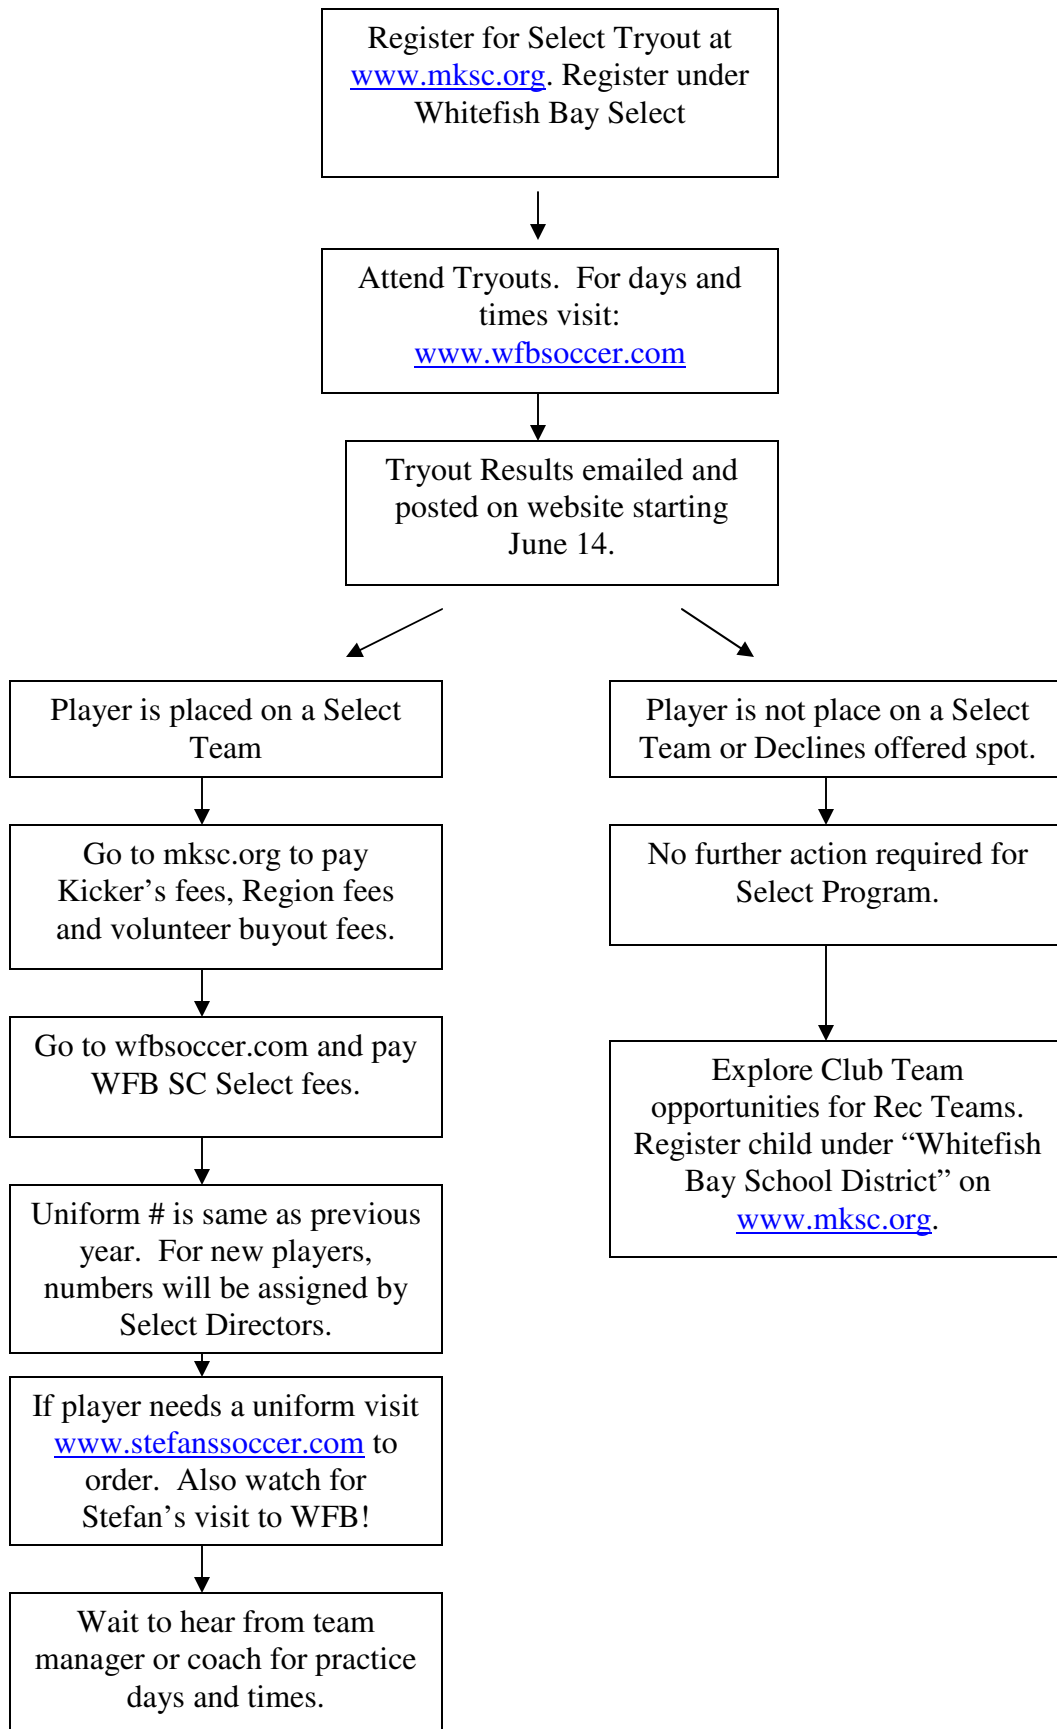 Register for Select Tryout at
www.mksc.org. Register under
Whitefish Bay Select
Attend Tryouts.  For days and
times visit:
www.wfbsoccer.com
Tryout Results emailed and
posted on website starting
June 14.
Player is placed on a Select
Team
Go to mksc.org to pay
Kicker’s fees, Region fees
and volunteer buyout fees.
Go to wfbsoccer.com and pay
WFB SC Select fees.
Uniform # is same as previous
year.  For new players,
numbers will be assigned by
Select Directors.
If player needs a uniform visit
www.stefanssoccer.com to
order.  Also watch for
Stefan’s visit to WFB!
Wait to hear from team
manager or coach for practice
days and times.
Player is not place on a Select
Team or Declines offered spot.
No further action required for
Select Program.
Explore Club Team
opportunities for Rec Teams.
Register child under “Whitefish
Bay School District” on
www.mksc.org.